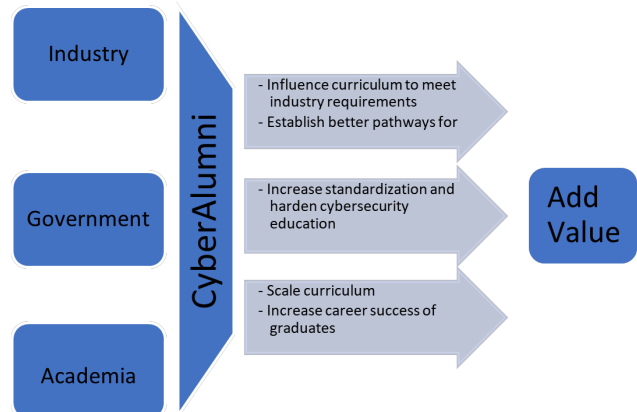 Industry
Government
Academia
CyberAlumni
- Influence curriculum to meet
industry requirements
- Establish better pathways for
- Increase standardization and
harden cybersecurity
education
- Scale curriculum
- Increase career success of
graduates
Add
Value